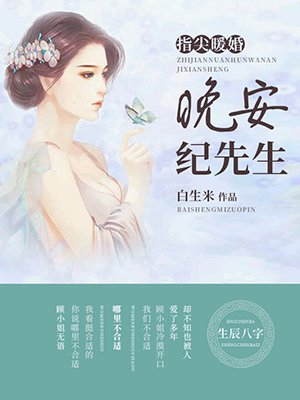 指尖暖婚
ZHIJIANNUANHUNWANAN
JIXIANSHENG
晚安
纪先生
白生米 作品
BAISHENGMIZUOPIN
生辰八字
SHENGCHENBAZI
却不知也被人
爱了多年
顾小姐冷漠开口
我们不合适
哪里不合适
我看挺合适的
你说哪里不合适
顾小姐无语